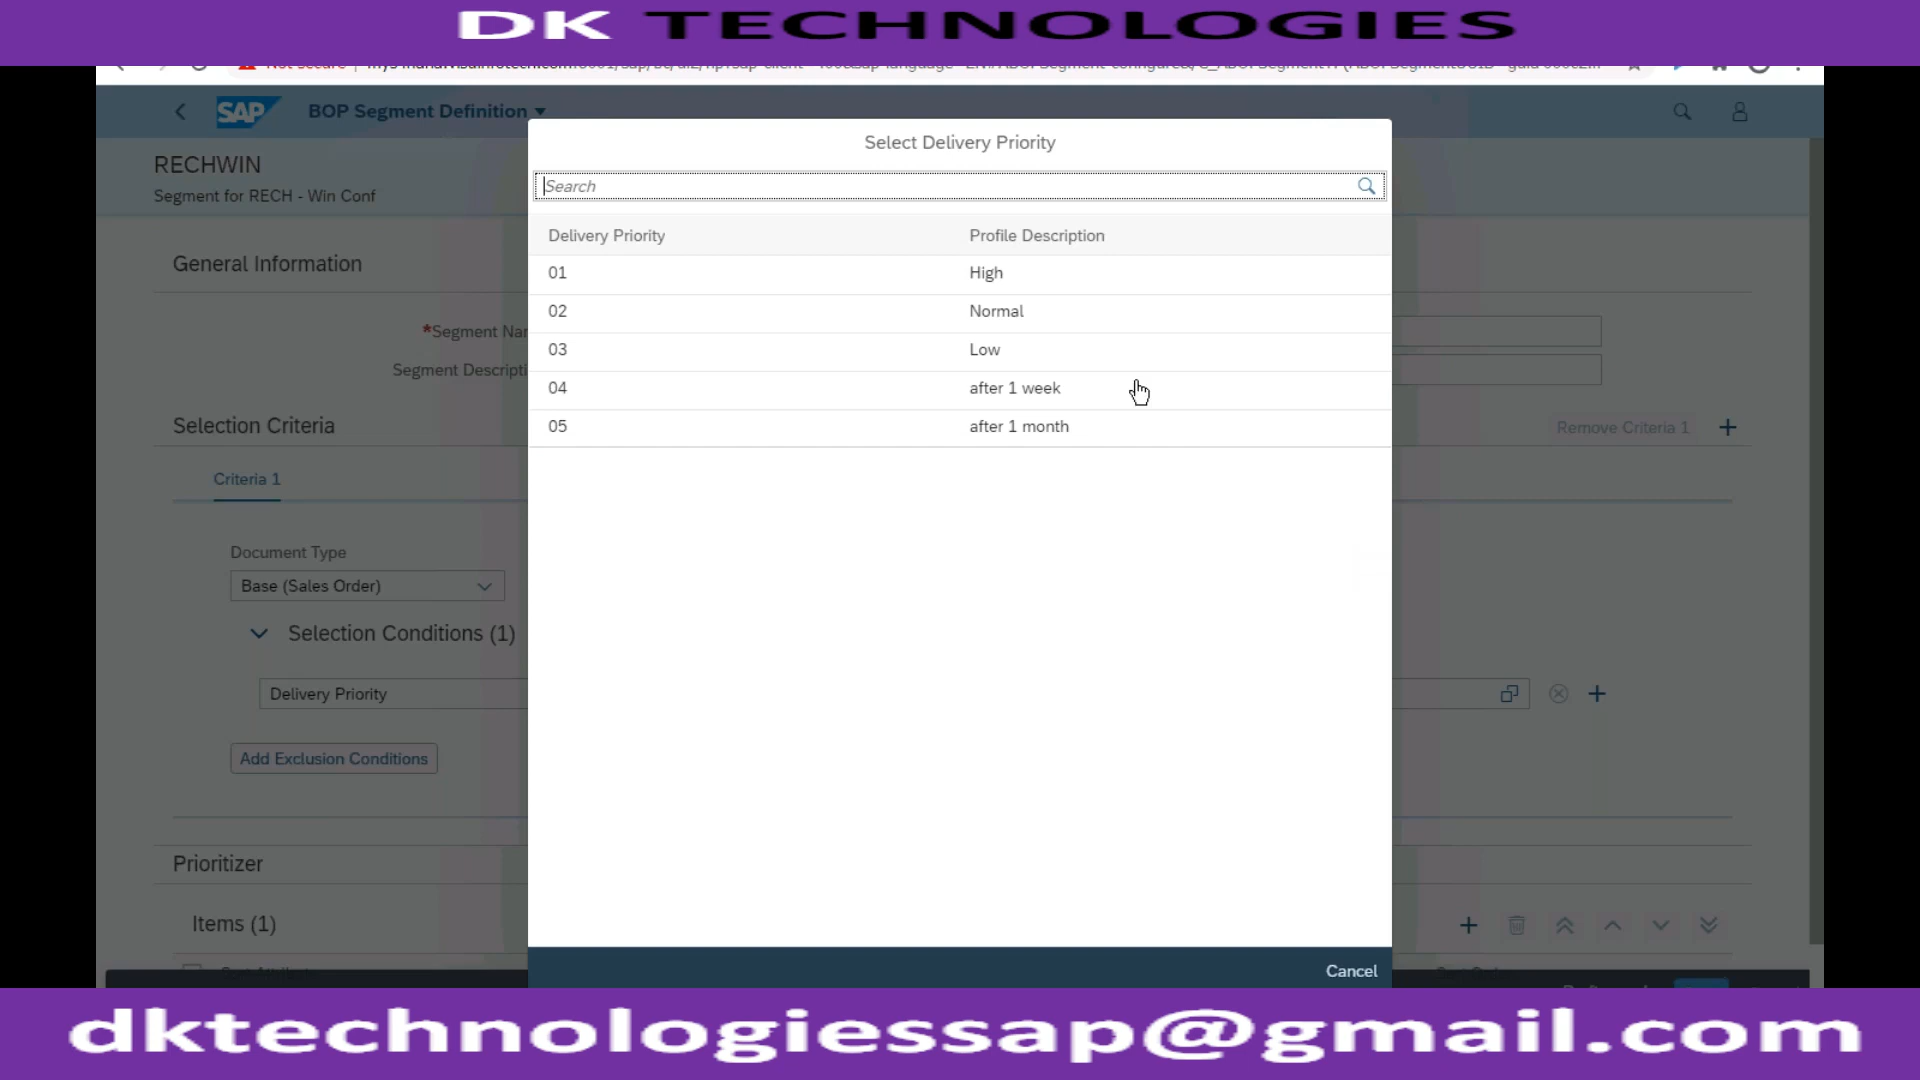 DK TECHNOLOGIES
SAP BOP Segment Definition
Select Delivery Priority
RECHWIN
Segment for RECH - Win Conf
Search
Delivery Priority Profile Description
General Information
01 High
02 Normal
*Segment
03 Low
Segment
04 after 1 week
05 after 1 month
Selection Criteria
Remove Criteria 1
Criteria 1
Document Type
Base (Sales Order)
Selection Conditions (1)
Delivery Priority
Add Exclusion Conditions
Prioritizer
Items (1)
Cancel
dktechnologiessap@gmail.com